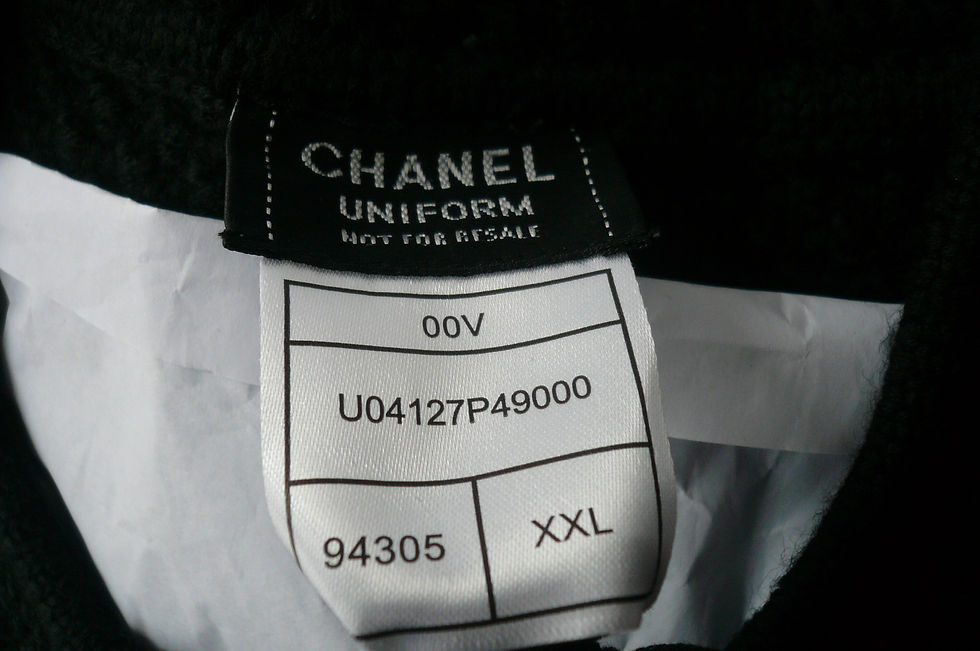 CHANEL
UNIFORM
NOT FOR RESALE
00V
U04127P49000
94305 XXL